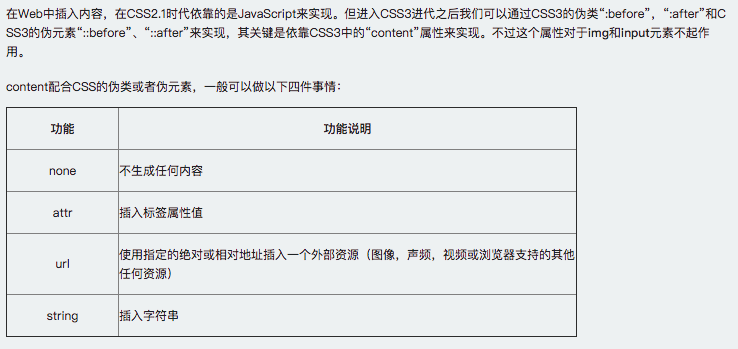 在Web中插入内容，在CSS2.1时代依靠的是JavaScript来实现。但进入CSS3进代之后我们可以通过CSS3的伪类“:before”，“:after”和C
SS3的伪元素“::before”、“::after”来实现，其关键是依靠CSS3中的“content”属性来实现。不过这个属性对于img和input元素不起作
用。
content配合CSS的伪类或者伪元素，一般可以做以下四件事情：
功能 功能说明
none 不生成任何内容
attr 插入标签属性值
url 使用指定的绝对或相对地址插入一个外部资源（图像，声频，视频或浏览器支持的其他
任何资源）
string 插入字符串